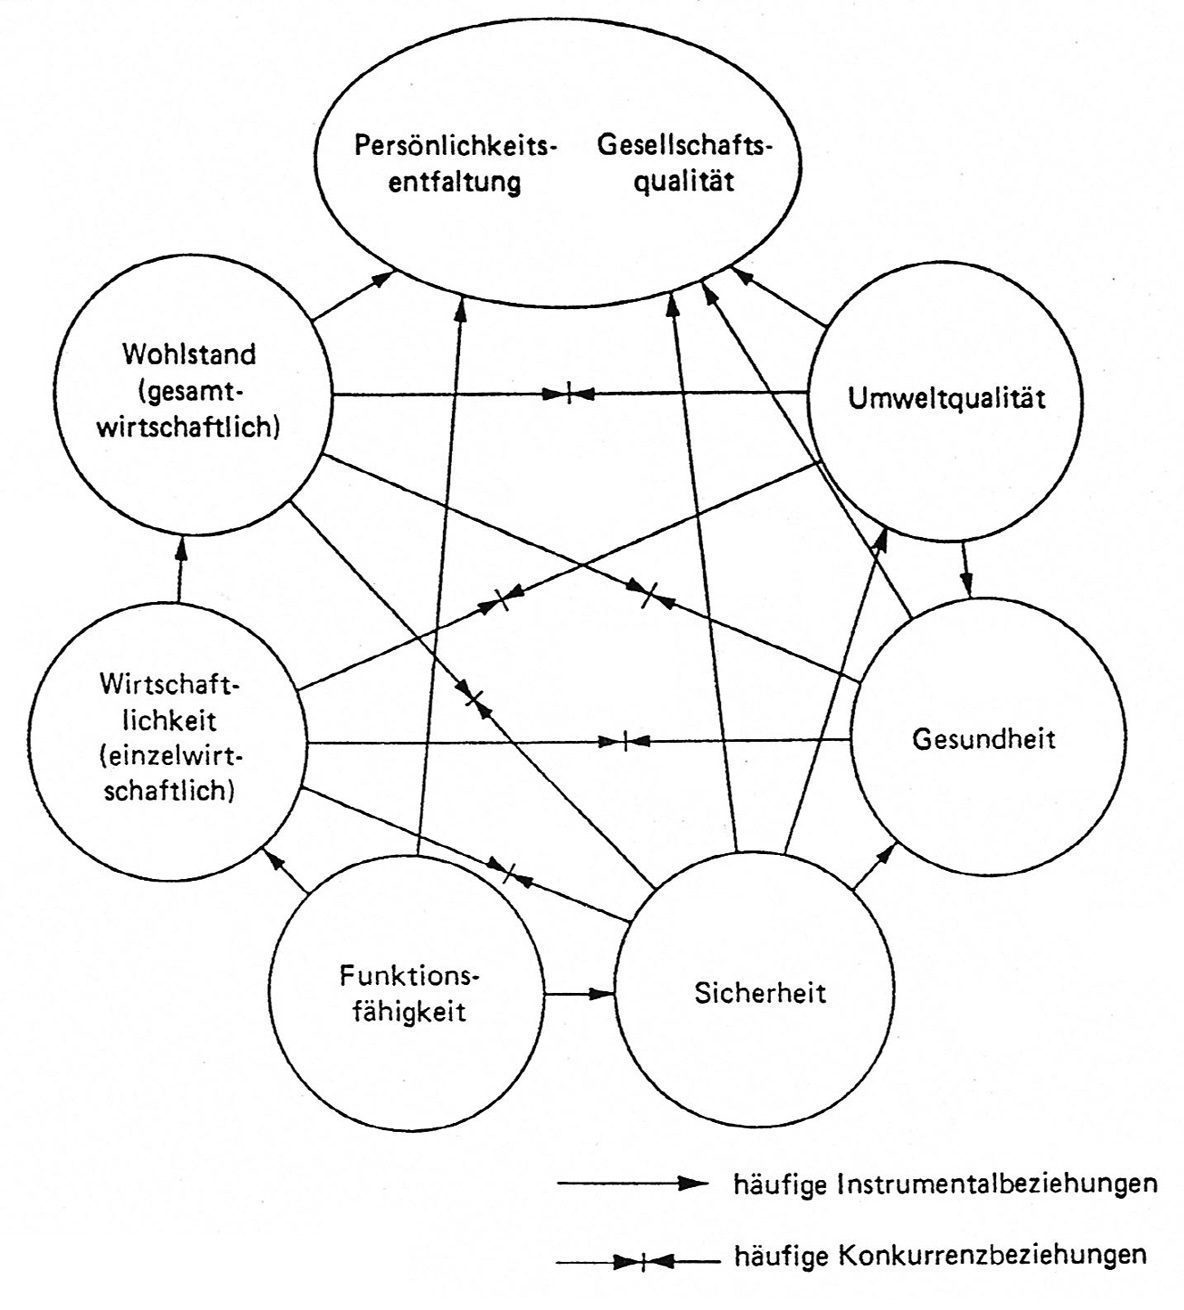 Persönlichkeits-
entfaltung
Gesellschafts-
qualität
Wohlstand
(gesamt-
wirtschaftlich)
Umweltqualität
Wirtschaft-
lichkeit
(einzelwirt-
schaftlich)
Gesundheit
Funktions-
fähigkeit
Sicherheit
häufige Instrumentalbeziehungen
häufige Konkurrenzbeziehungen